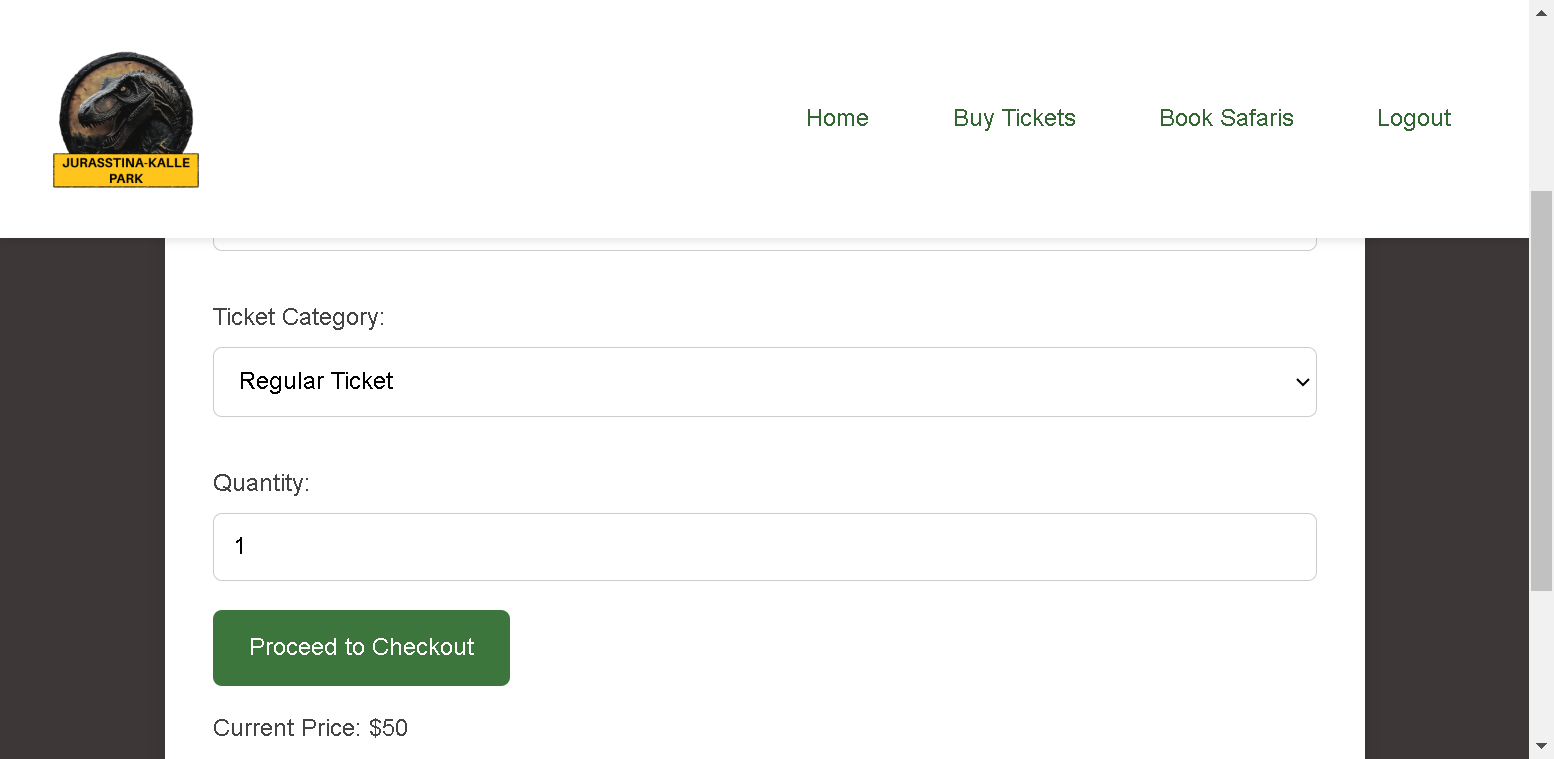 JURASSTINA-KALLE
PARK
Home
Buy Tickets
Book Safaris
Logout
Ticket Category:
Regular Ticket
Quantity:
1
Proceed to Checkout
Current Price: $50